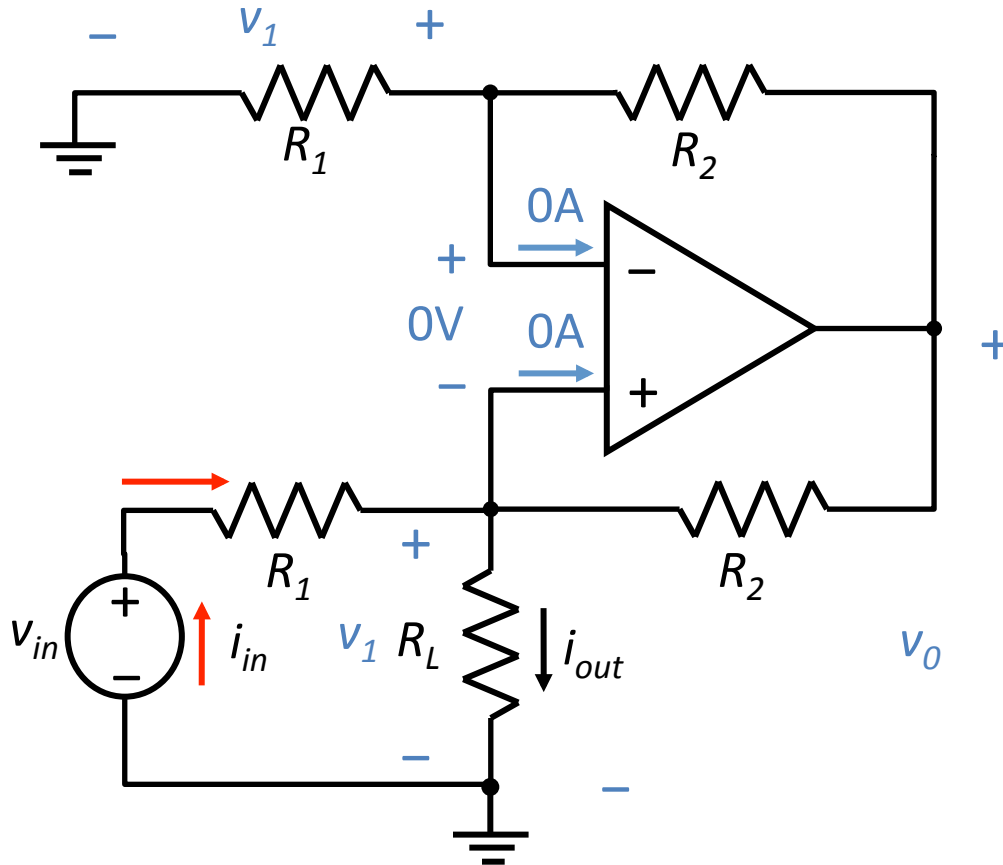 − v1 +
R1 R2
0A
+ −
0V 0A +
− +
R1 + R2
+
vin iin v1 RL iout v0
−
− −